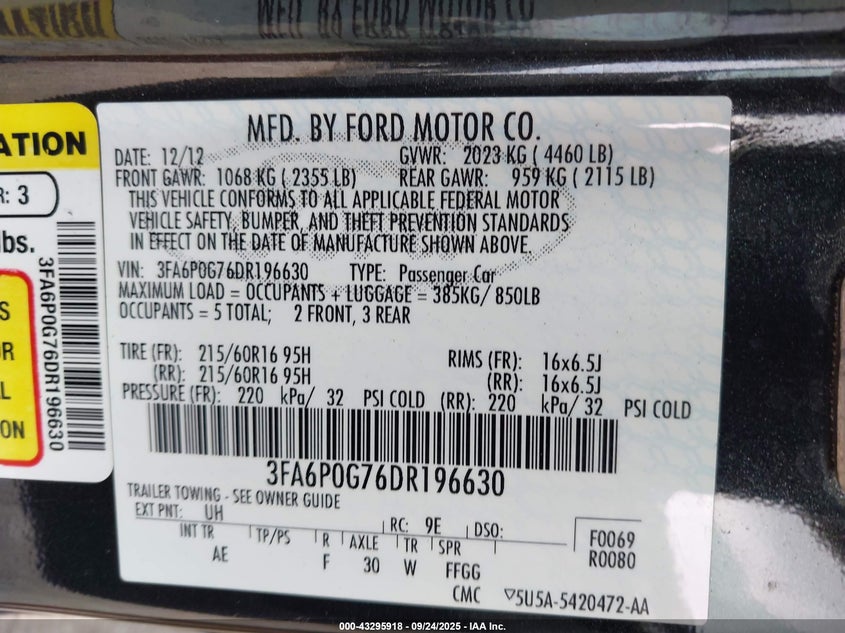 MFD. BY FORD MOTOR CO.
DATE: 12/12 GVWR: 2023 KG ( 4460 LB)
FRONT GAWR: 1068 KG ( 2355 LB) REAR GAWR: 959 KG ( 2115 LB)
THIS VEHICLE CONFORMS TO ALL APPLICABLE FEDERAL MOTOR
VEHICLE SAFETY, BUMPER, AND THEFT PREVENTION STANDARDS
IN EFFECT ON THE DATE OF MANUFACTURE SHOWN ABOVE.
VIN: 3FA6P0G76DR196630 TYPE: Passenger Car
MAXIMUM LOAD = OCCUPANTS + LUGGAGE = 385KG/ 850LB
OCCUPANTS = 5 TOTAL; 2 FRONT, 3 REAR
TIRE (FR): 215/60R16 95H RIMS (FR): 16x6.5J
(RR): 215/60R16 95H (RR): 16x6.5J
PRESSURE (FR): 220 kPa/ 32 PSI COLD (RR): 220 kPa/ 32 PSI COLD
3FA6P0G76DR196630
TRAILER TOWING - SEE OWNER GUIDE
EXT PNT: UH RC: 9E DSO: F0069
INT TR TP/PS R AXLE TR SPR R0080
AE F 30 W FFGG
CMC ▽5U5A-5420472-AA
ATION
R: 3
lbs.
3FA6P0G76DR196630
S
OR
L
ON
MFD. BY FORD MOTOR CO
000-43295918 - 09/24/2025 - IAA Inc.